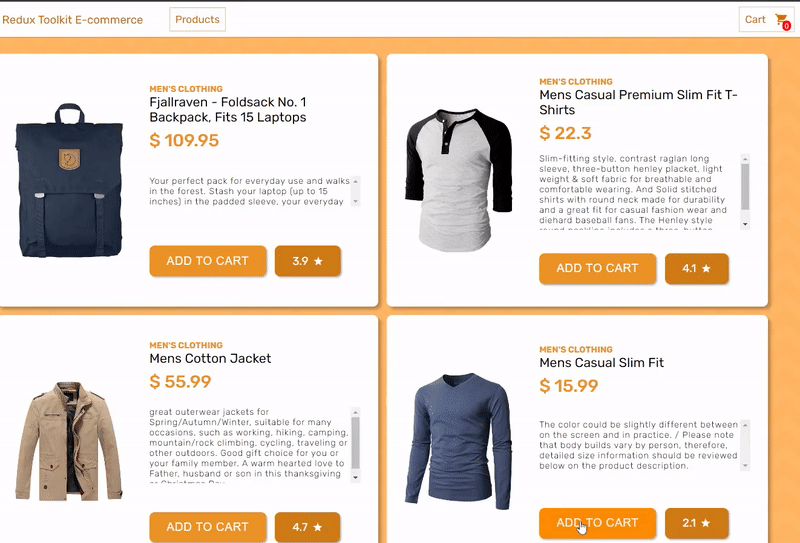 Redux Toolkit E-commerce
Products
Cart
0
MEN'S CLOTHING
Fjallraven - Foldsack No. 1
Backpack, Fits 15 Laptops
$ 109.95
Your perfect pack for everyday use and walks
in the forest. Stash your laptop (up to 15
inches) in the padded sleeve, your everyday
ADD TO CART
3.9 ★
MEN'S CLOTHING
Mens Casual Premium Slim Fit T-
Shirts
$ 22.3
Slim-fitting style, contrast raglan long
sleeve, three-button henley placket, light
weight & soft fabric for breathable and
comfortable wearing. And Solid stitched
shirts with round neck made for durability
and a great fit for casual fashion wear and
diehard baseball fans. The Henley style
round neckline includes a three-button
ADD TO CART
4.1 ★
MEN'S CLOTHING
Mens Cotton Jacket
$ 55.99
great outerwear jackets for
Spring/Autumn/Winter, suitable for many
occasions, such as working, hiking, camping,
mountain/rock climbing, cycling, traveling or
other outdoors. Good gift choice for you or
your family member. A warm hearted love to
Father, husband or son in this thanksgiving
or Christmas Day.
ADD TO CART
4.7 ★
MEN'S CLOTHING
Mens Casual Slim Fit
$ 15.99
The color could be slightly different between
on the screen and in practice. / Please note
that body builds vary by person, therefore,
detailed size information should be reviewed
below on the product description.
ADD TO CART
2.1 ★